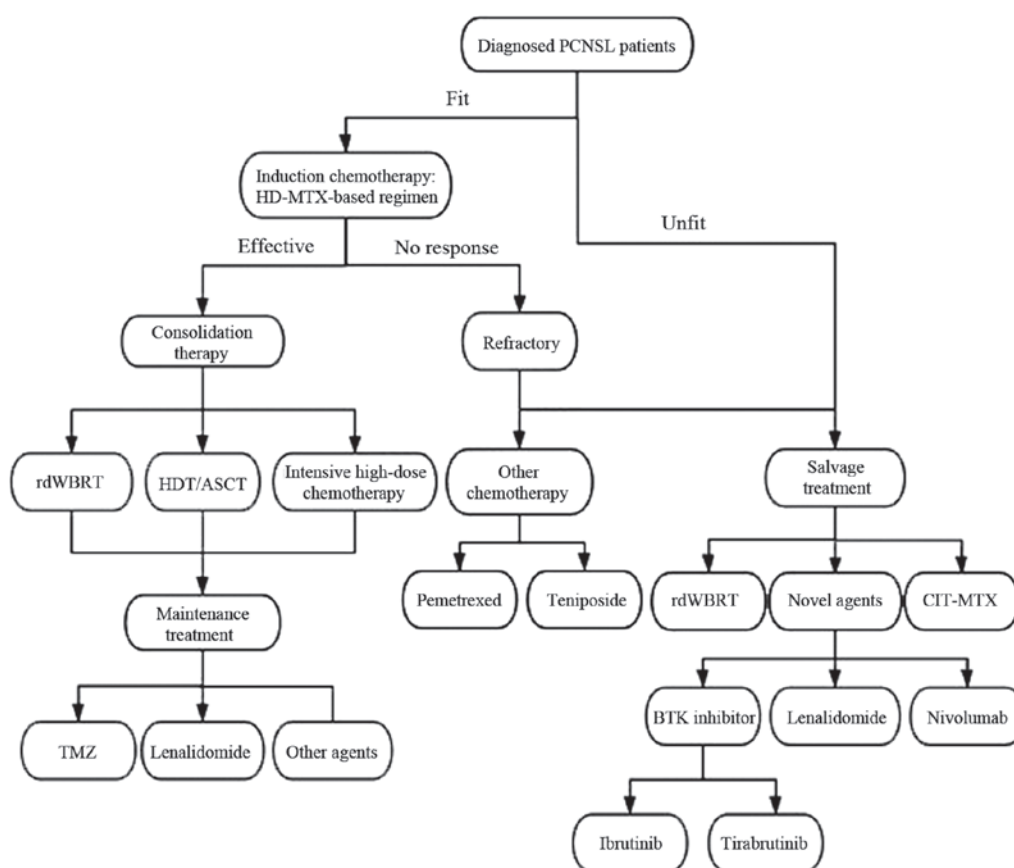 Diagnosed PCNSL patients
Fit
Induction chemotherapy:
HD-MTX-based regimen
Unfit
Effective
No response
Consolidation
therapy
Refractory
rdWBRT
HDT/ASCT
Intensive high-dose
chemotherapy
Other
chemotherapy
Salvage
treatment
Pemetrexed
Teniposide
rdWBRT
Novel agents
CIT-MTX
Maintenance
treatment
TMZ
Lenalidomide
Other agents
BTK inhibitor
Lenalidomide
Nivolumab
Ibrutinib
Tirabrutinib